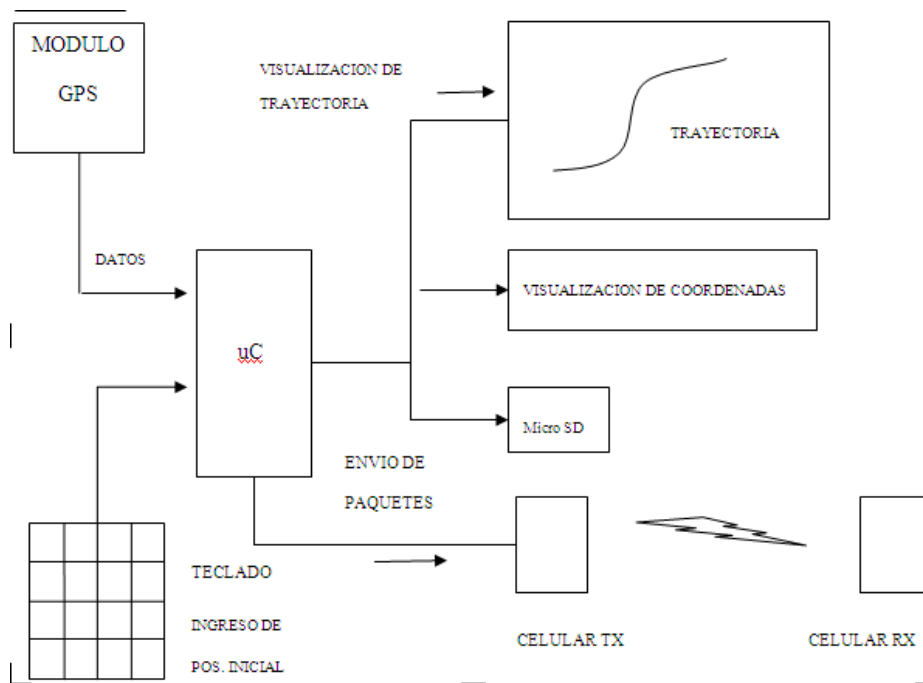 MODULO
GPS
VISUALIZACION DE
TRAYECTORIA
TRAYECTORIA
DATOS
VISUALIZACION DE COORDENADAS
uC
Micro SD
ENVIO DE
PAQUETES
TECLADO
INGRESO DE
POS. INICIAL
CELULAR TX
CELULAR RX